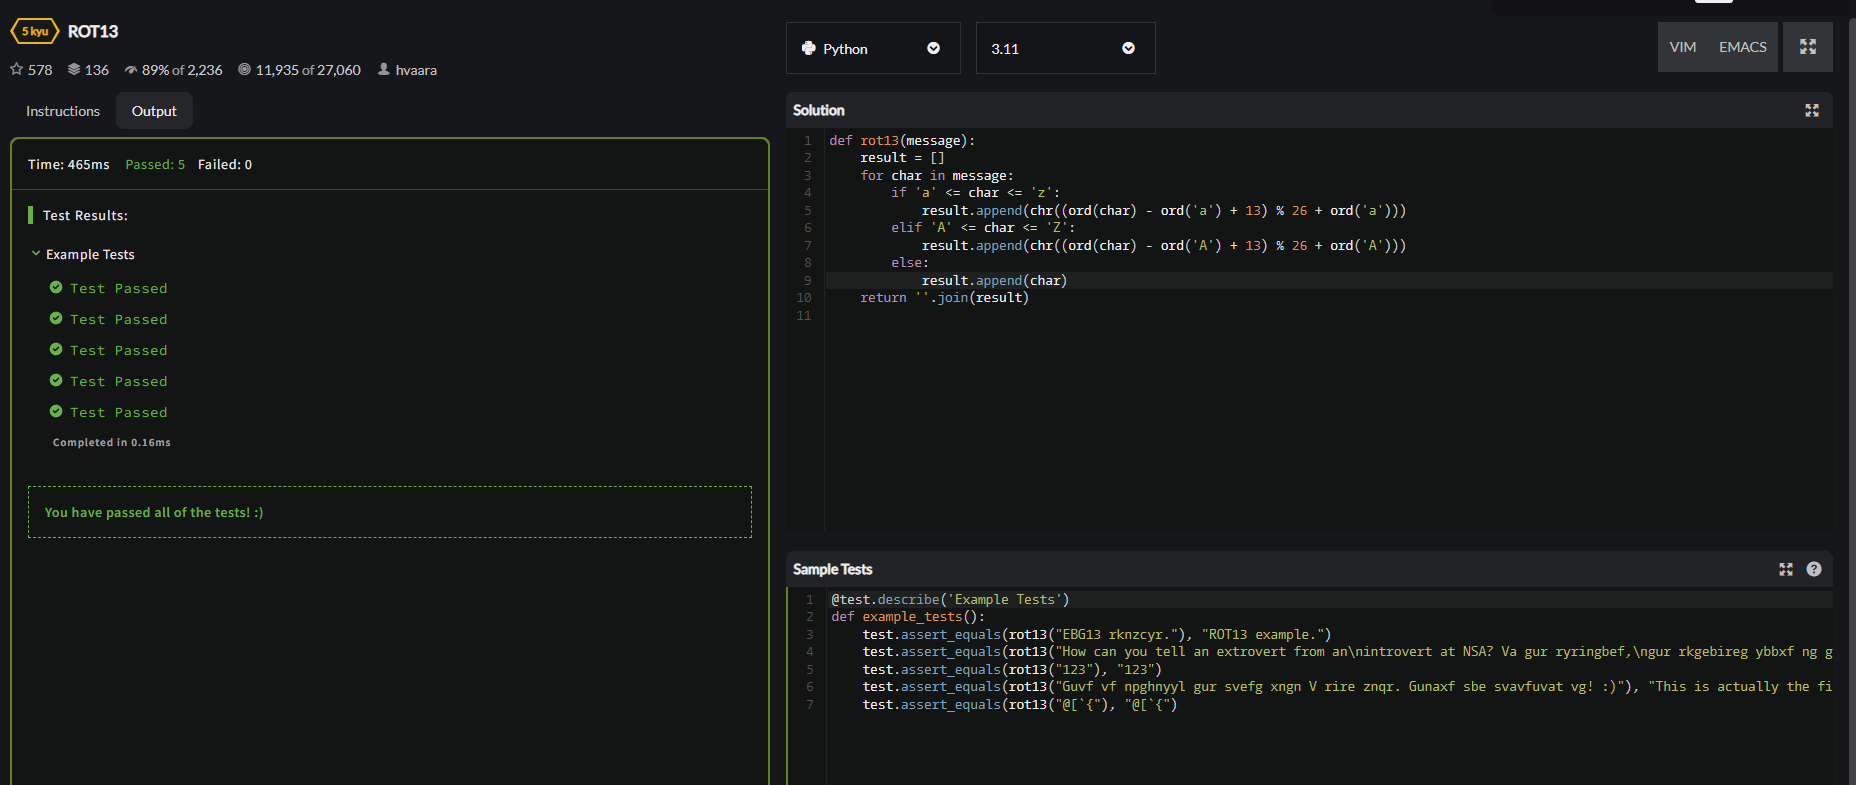 5 kyu ROT13
578 136 89% of 2,236 11,935 of 27,060 hvaara
Instructions Output
Time: 465ms Passed: 5 Failed: 0
Test Results:
Example Tests
Test Passed
Test Passed
Test Passed
Test Passed
Test Passed
Completed in 0.16ms
You have passed all of the tests! :)
Python 3.11 VIM EMACS
Solution
1 def rot13(message):
2     result = []
3     for char in message:
4         if 'a' <= char <= 'z':
5             result.append(chr((ord(char) - ord('a') + 13) % 26 + ord('a')))
6         elif 'A' <= char <= 'Z':
7             result.append(chr((ord(char) - ord('A') + 13) % 26 + ord('A')))
8         else:
9             result.append(char)
10     return ''.join(result)
11
Sample Tests
1 @test.describe('Example Tests')
2 def example_tests():
3     test.assert_equals(rot13("EBG13 rknzcyr."), "ROT13 example.")
4     test.assert_equals(rot13("How can you tell an extrovert from an\nintrovert at NSA? Va gur ryringbef,\ngur rkgebireg ybbxf ng g
5     test.assert_equals(rot13("123"), "123")
6     test.assert_equals(rot13("Guvf vf npghnyyl gur svefg xngn V rire znqr. Gunaxf sbe svavfuvat vg! :)"), "This is actually the fi
7     test.assert_equals(rot13("@[`{"), "@[`{")